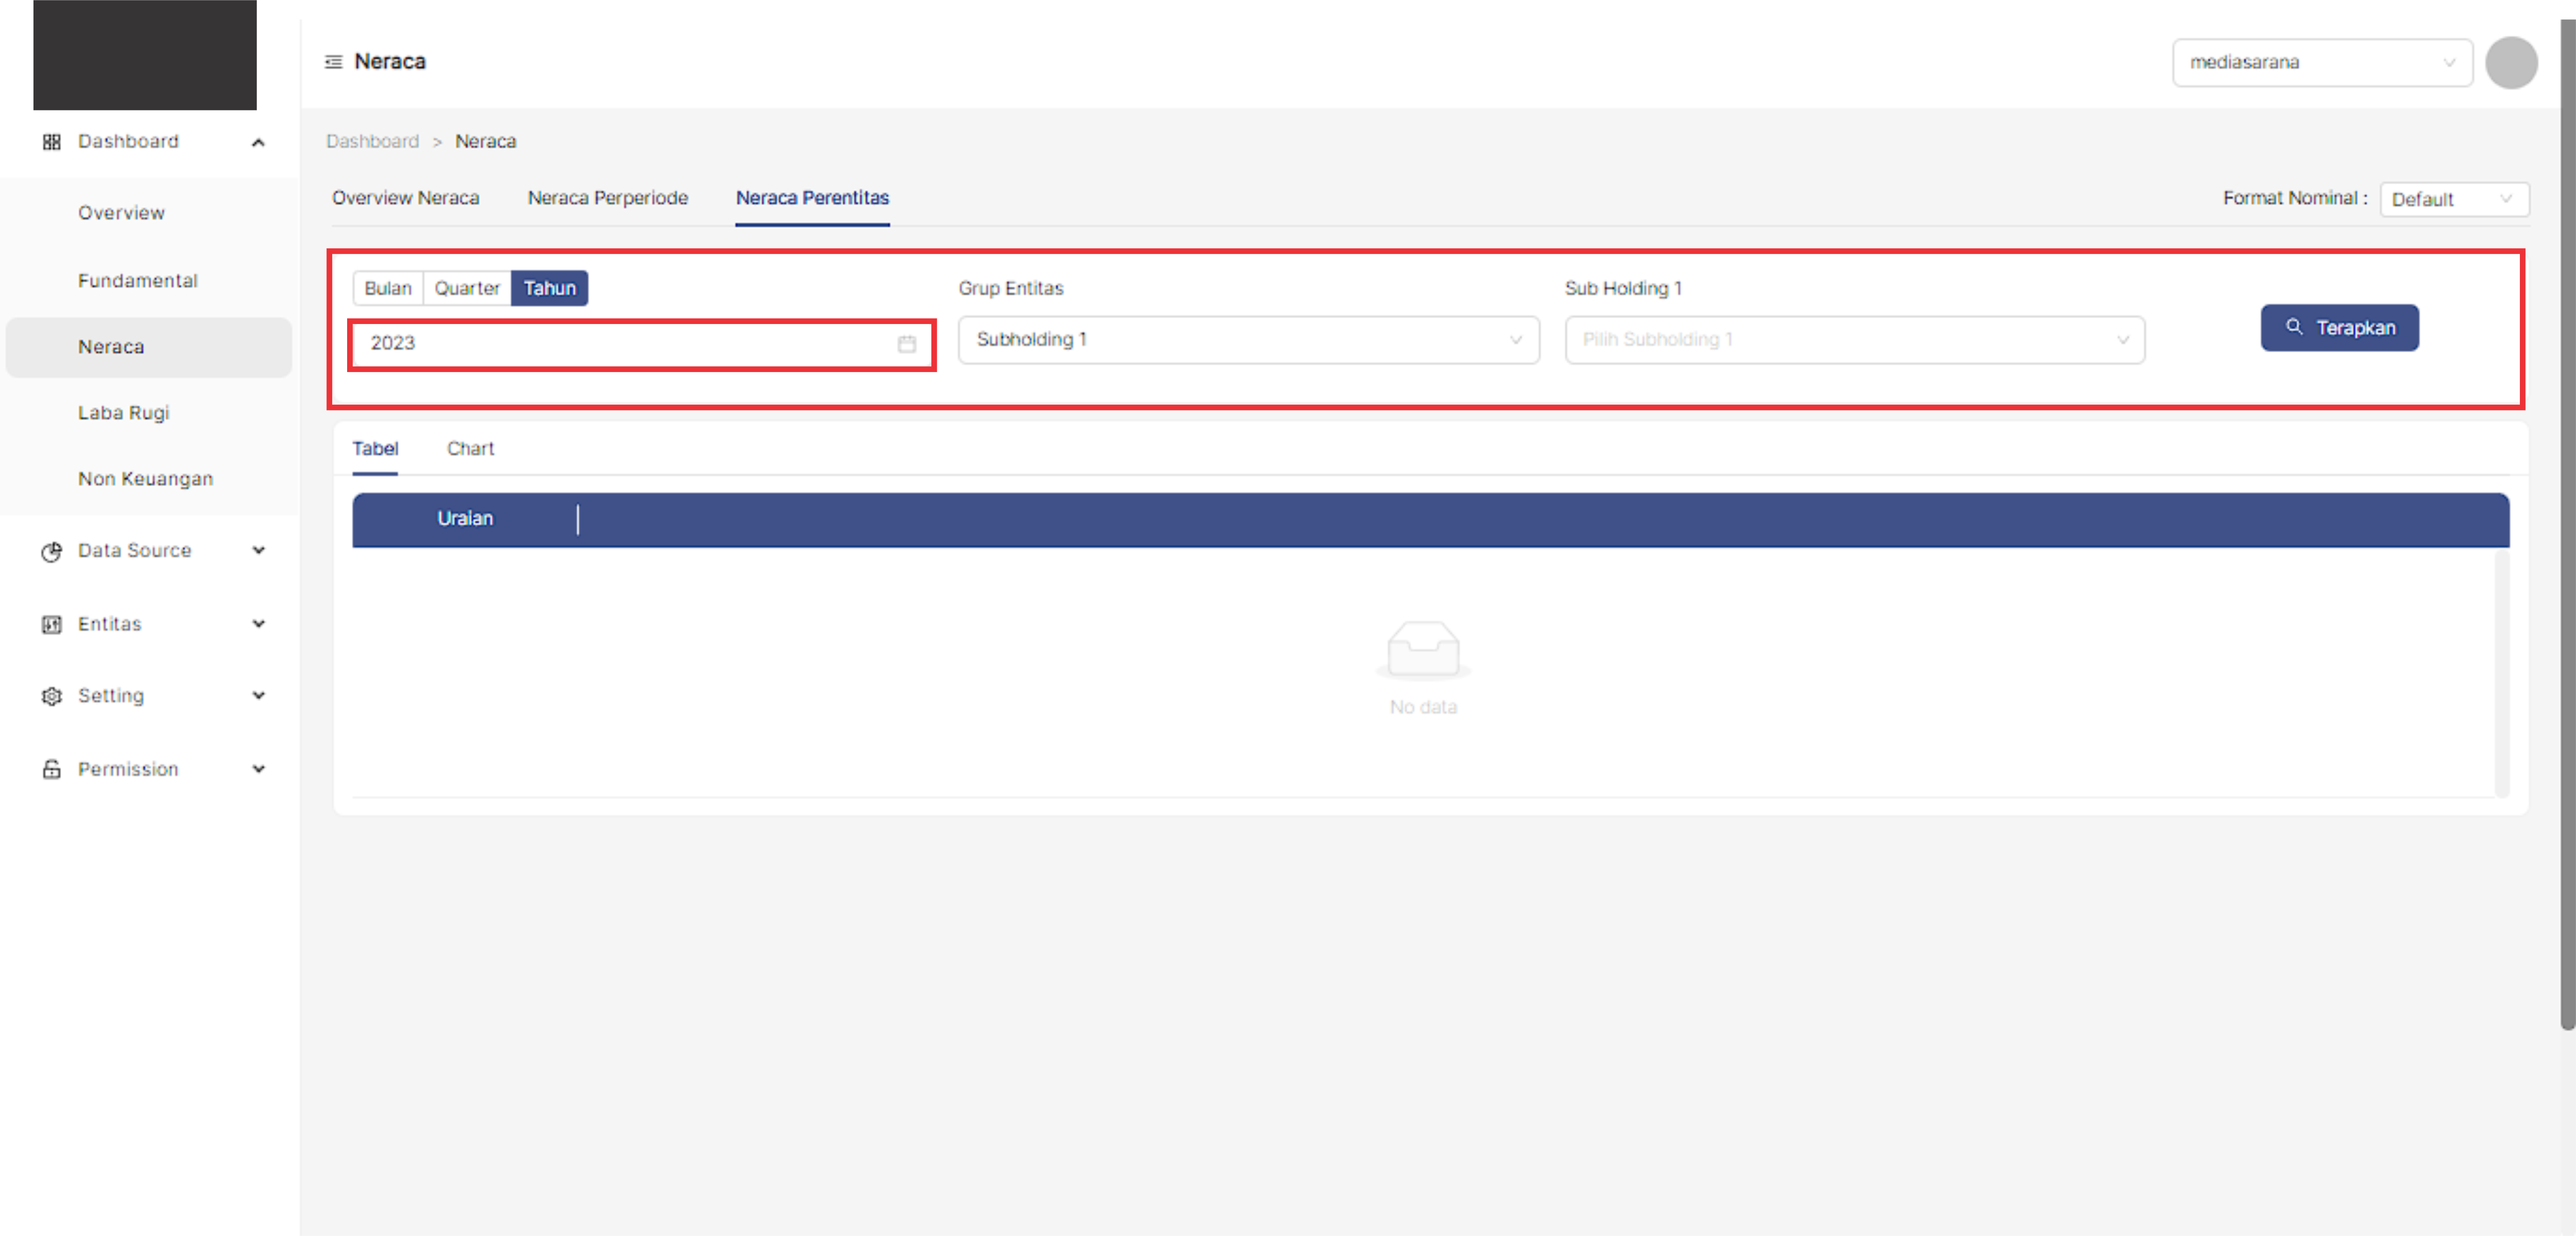 Neraca
mediasarana
Dashboard
Overview
Fundamental
Neraca
Laba Rugi
Non Keuangan
Data Source
Entitas
Setting
Permission
Dashboard > Neraca
Overview Neraca Neraca Perperiode Neraca Perentitas
Format Nominal : Default
Bulan Quarter Tahun
2023
Grup Entitas
Subholding 1
Sub Holding 1
Pilih Subholding 1
Terapkan
Tabel Chart
Uraian
No data